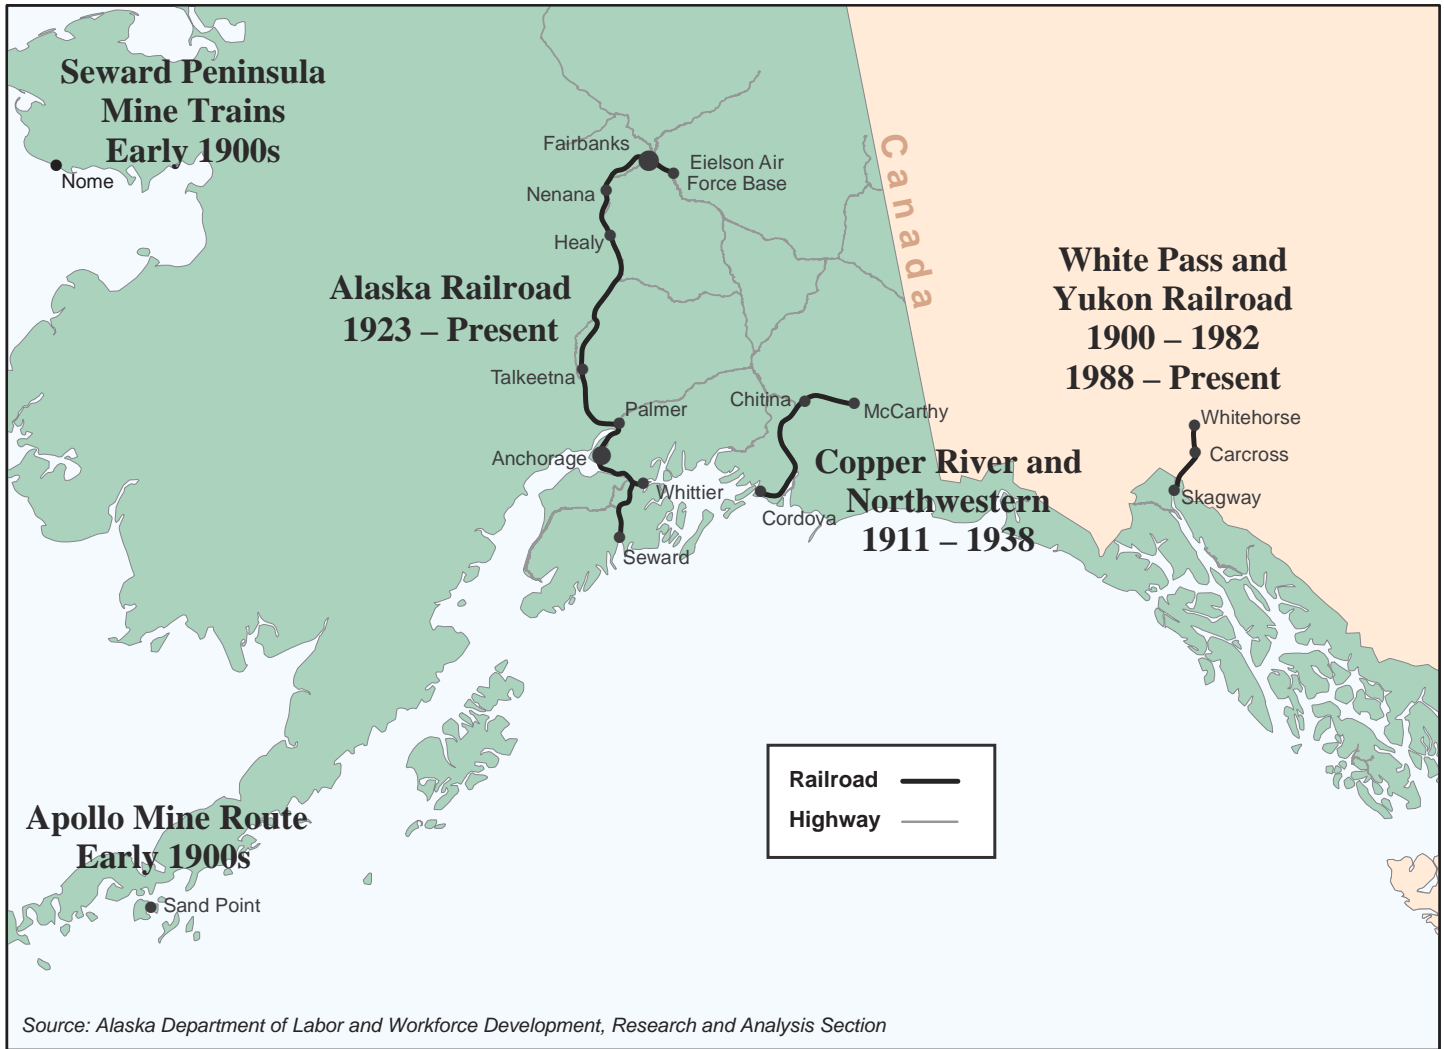 Seward Peninsula
Mine Trains
Early 1900s
Nome
Fairbanks
Eielson Air
Force Base
Nenana
Healy
Canada
Alaska Railroad
1923 – Present
White Pass and
Yukon Railroad
1900 – 1982
1988 – Present
Talkeetna
Palmer
Chitina
McCarthy
Whitehorse
Anchorage
Carcross
Copper River and
Northwestern
1911 – 1938
Whittier
Skagway
Cordova
Seward
Railroad
Highway
Apollo Mine Route
Early 1900s
Sand Point
Source: Alaska Department of Labor and Workforce Development, Research and Analysis Section